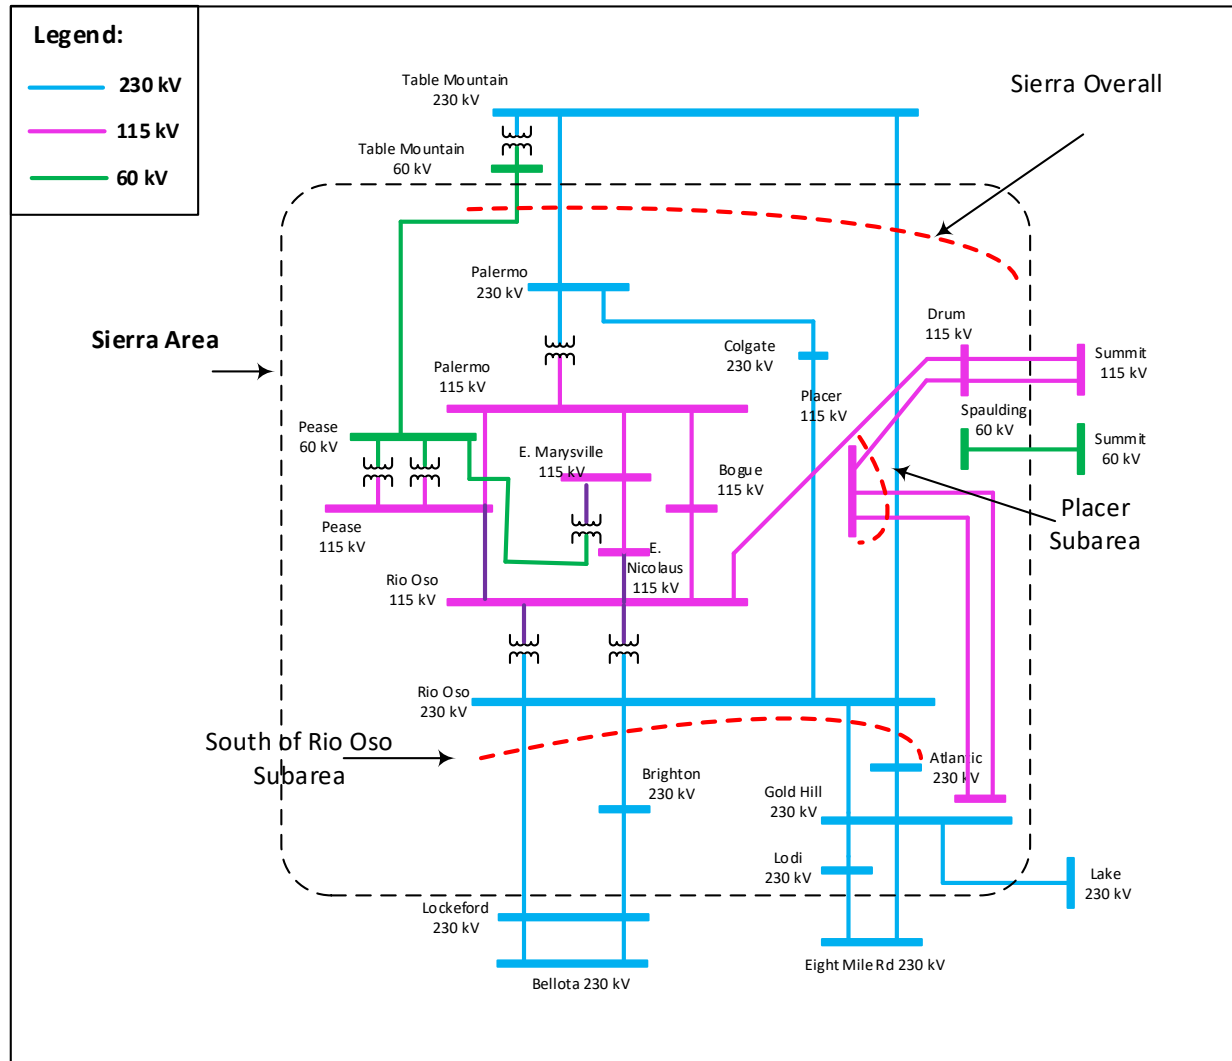 Legend:
230 kV
115 kV
60 kV
Table Mountain
230 kV
Sierra Overall
Table Mountain
60 kV
Palermo
230 kV
Drum
115 kV
Sierra Area
Colgate
230 kV
Summit
115 kV
Palermo
115 kV
Placer
115 kV
Spaulding
60 kV
Pease
60 kV
Summit
60 kV
E. Marysville
115 kV
Bogue
115 kV
Placer
Subarea
Pease
115 kV
E.
Nicolaus
115 kV
Rio Oso
115 kV
Rio Oso
230 kV
South of Rio Oso
Subarea
Atlantic
230 kV
Brighton
230 kV
Gold Hill
230 kV
Lodi
230 kV
Lake
230 kV
Lockeford
230 kV
Eight Mile Rd 230 kV
Bellota 230 kV